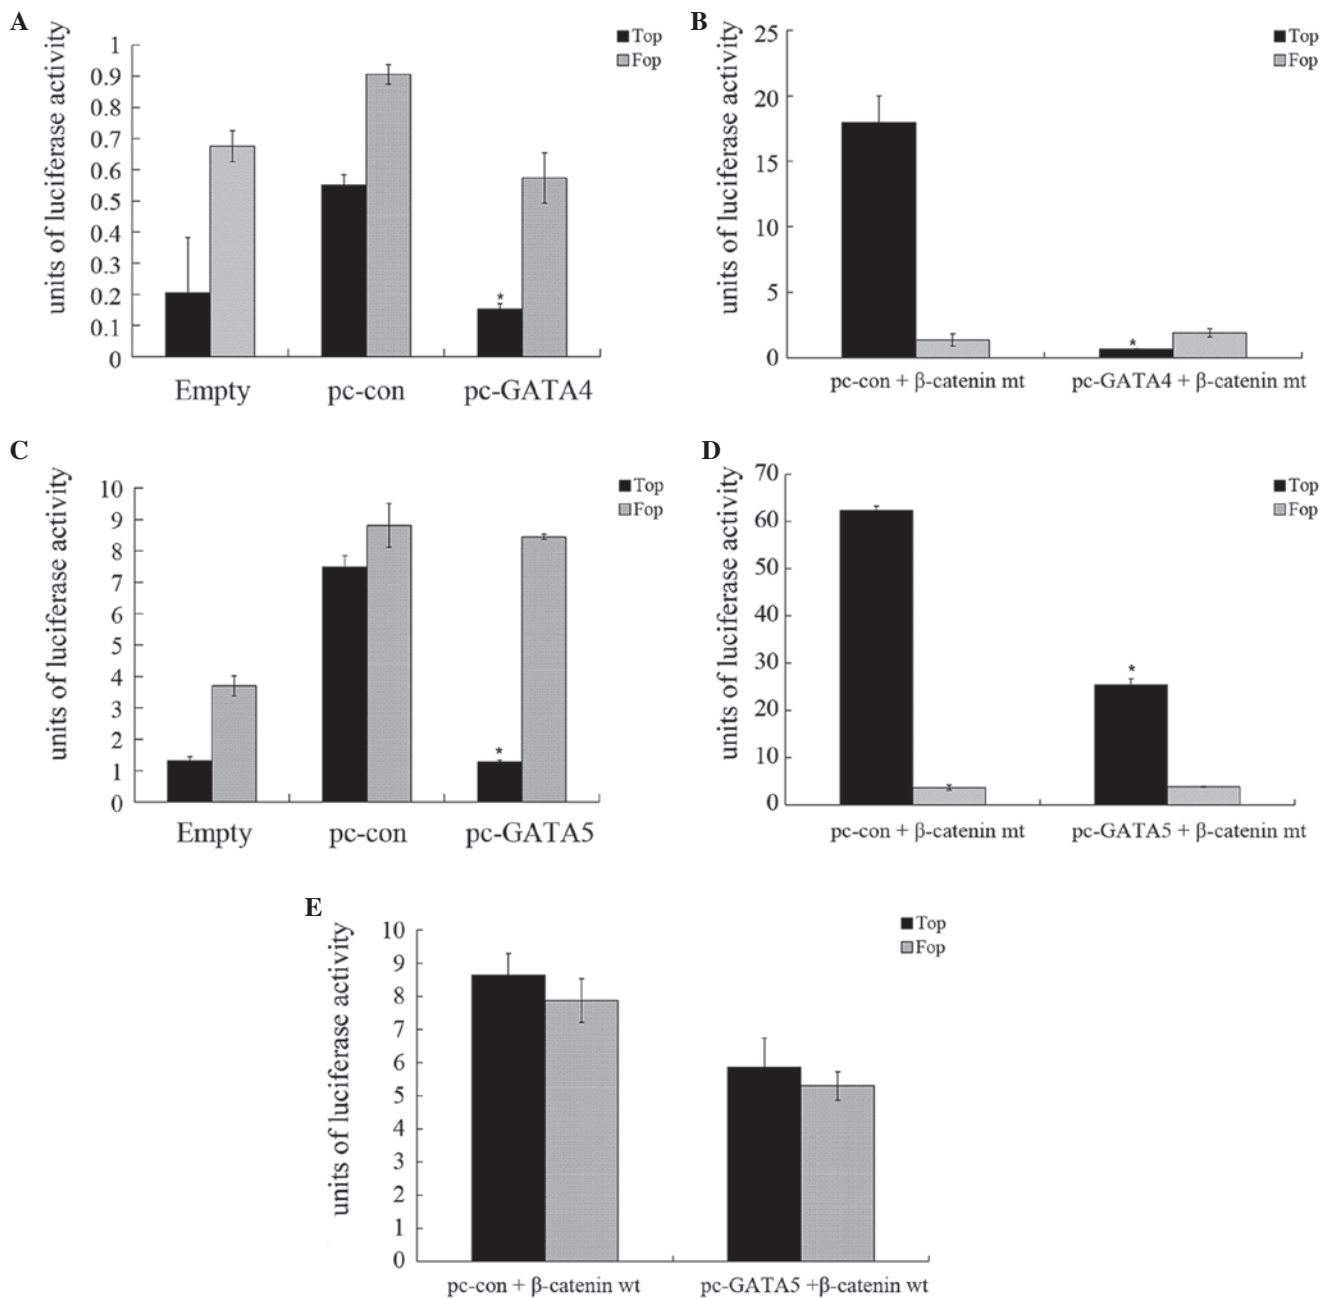 A
units of luciferase activity
1
0.9
0.8
0.7
0.6
0.5
0.4
0.3
0.2
0.1
0
*
Top
Fop
Empty pc-con pc-GATA4
B
units of luciferase activity
25
20
15
10
5
0
*
Top
Fop
pc-con + β-catenin mt pc-GATA4 + β-catenin mt
C
units of luciferase activity
10
9
8
7
6
5
4
3
2
1
0
*
Top
Fop
Empty pc-con pc-GATA5
D
units of luciferase activity
70
60
50
40
30
20
10
0
*
Top
Fop
pc-con + β-catenin mt pc-GATA5 + β-catenin mt
E
units of luciferase activity
10
9
8
7
6
5
4
3
2
1
0
Top
Fop
pc-con + β-catenin wt pc-GATA5 +β-catenin wt